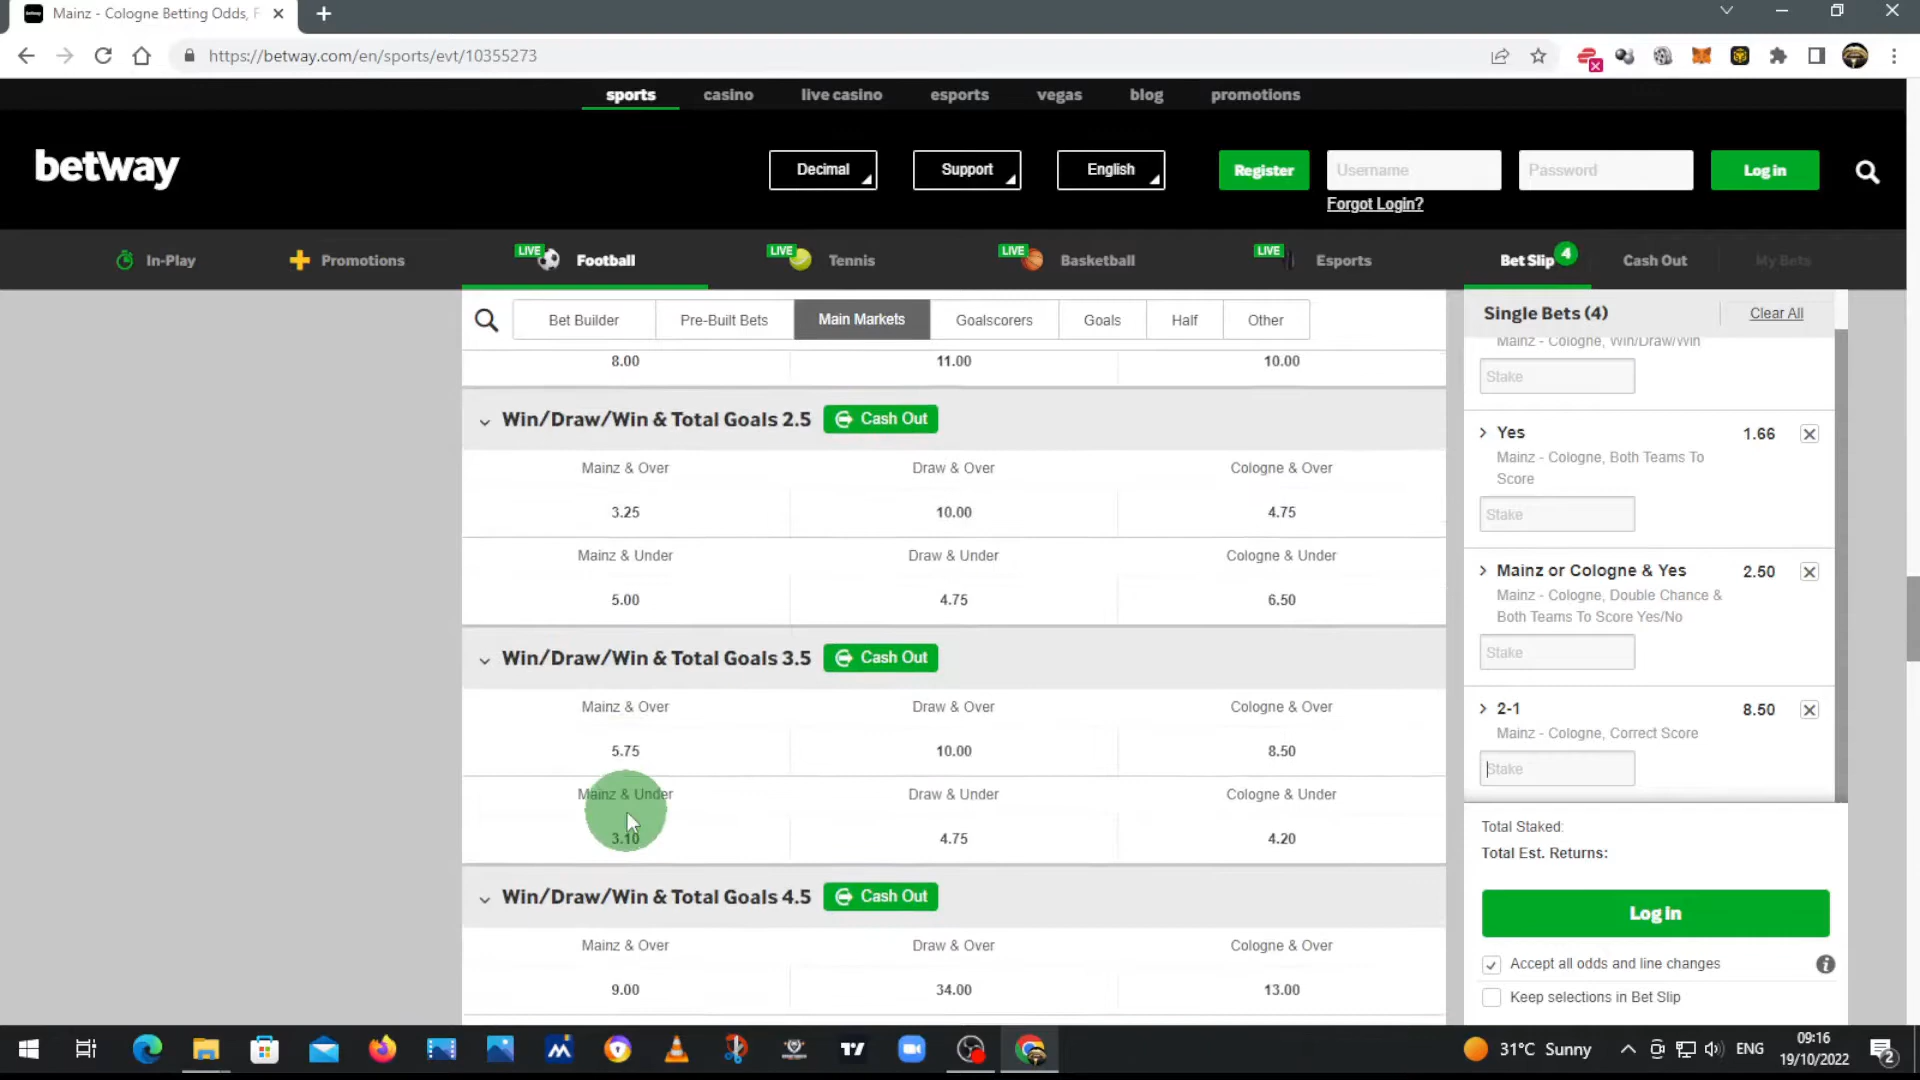 Mainz - Cologne Betting Odds, F
https://betway.com/en/sports/evt/10355273
sports casino live casino esports vegas blog promotions
betway
Decimal Support English Register Username Password Log in
Forgot Login?
In-Play Promotions LIVE Football LIVE Tennis LIVE Basketball LIVE Esports Bet Slip 4 Cash Out My Bets
Bet Builder Pre-Built Bets Main Markets Goalscorers Goals Half Other
8.00 11.00 10.00
Win/Draw/Win & Total Goals 2.5 Cash Out
Mainz & Over Draw & Over Cologne & Over
3.25 10.00 4.75
Mainz & Under Draw & Under Cologne & Under
5.00 4.75 6.50
Win/Draw/Win & Total Goals 3.5 Cash Out
Mainz & Over Draw & Over Cologne & Over
5.75 10.00 8.50
Mainz & Under Draw & Under Cologne & Under
3.10 4.75 4.20
Win/Draw/Win & Total Goals 4.5 Cash Out
Mainz & Over Draw & Over Cologne & Over
9.00 34.00 13.00
Single Bets (4) Clear All
Mainz - Cologne, Win/Draw/Win
Stake
Yes 1.66
Mainz - Cologne, Both Teams To
Score
Stake
Mainz or Cologne & Yes 2.50
Mainz - Cologne, Double Chance &
Both Teams To Score Yes/No
Stake
2-1 8.50
Mainz - Cologne, Correct Score
Stake
Total Staked:
Total Est. Returns:
Log In
Accept all odds and line changes
Keep selections in Bet Slip
31°C Sunny ENG 09:16
19/10/2022 2